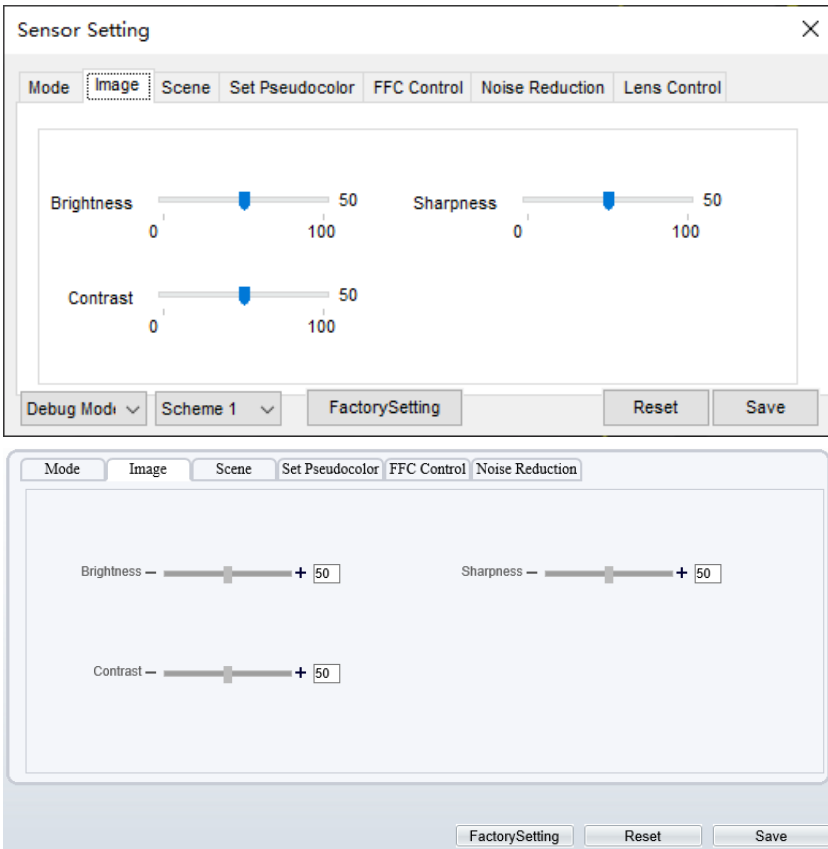 Sensor Setting
Mode Image Scene Set Pseudocolor FFC Control Noise Reduction Lens Control
Brightness 50 Sharpness 50
0 100 0 100
Contrast 50
0 100
Debug Mod Scheme 1 FactorySetting Reset Save
Mode Image Scene Set Pseudocolor FFC Control Noise Reduction
Brightness 50 Sharpness 50
Contrast 50
FactorySetting Reset Save